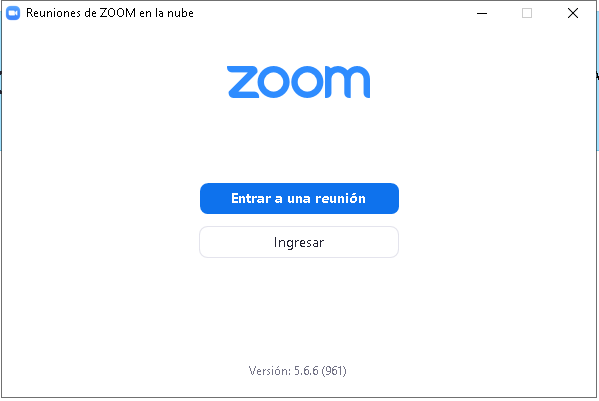 Reuniones de ZOOM en la nube
zoom
Entrar a una reunión
Ingresar
Versión: 5.6.6 (961)